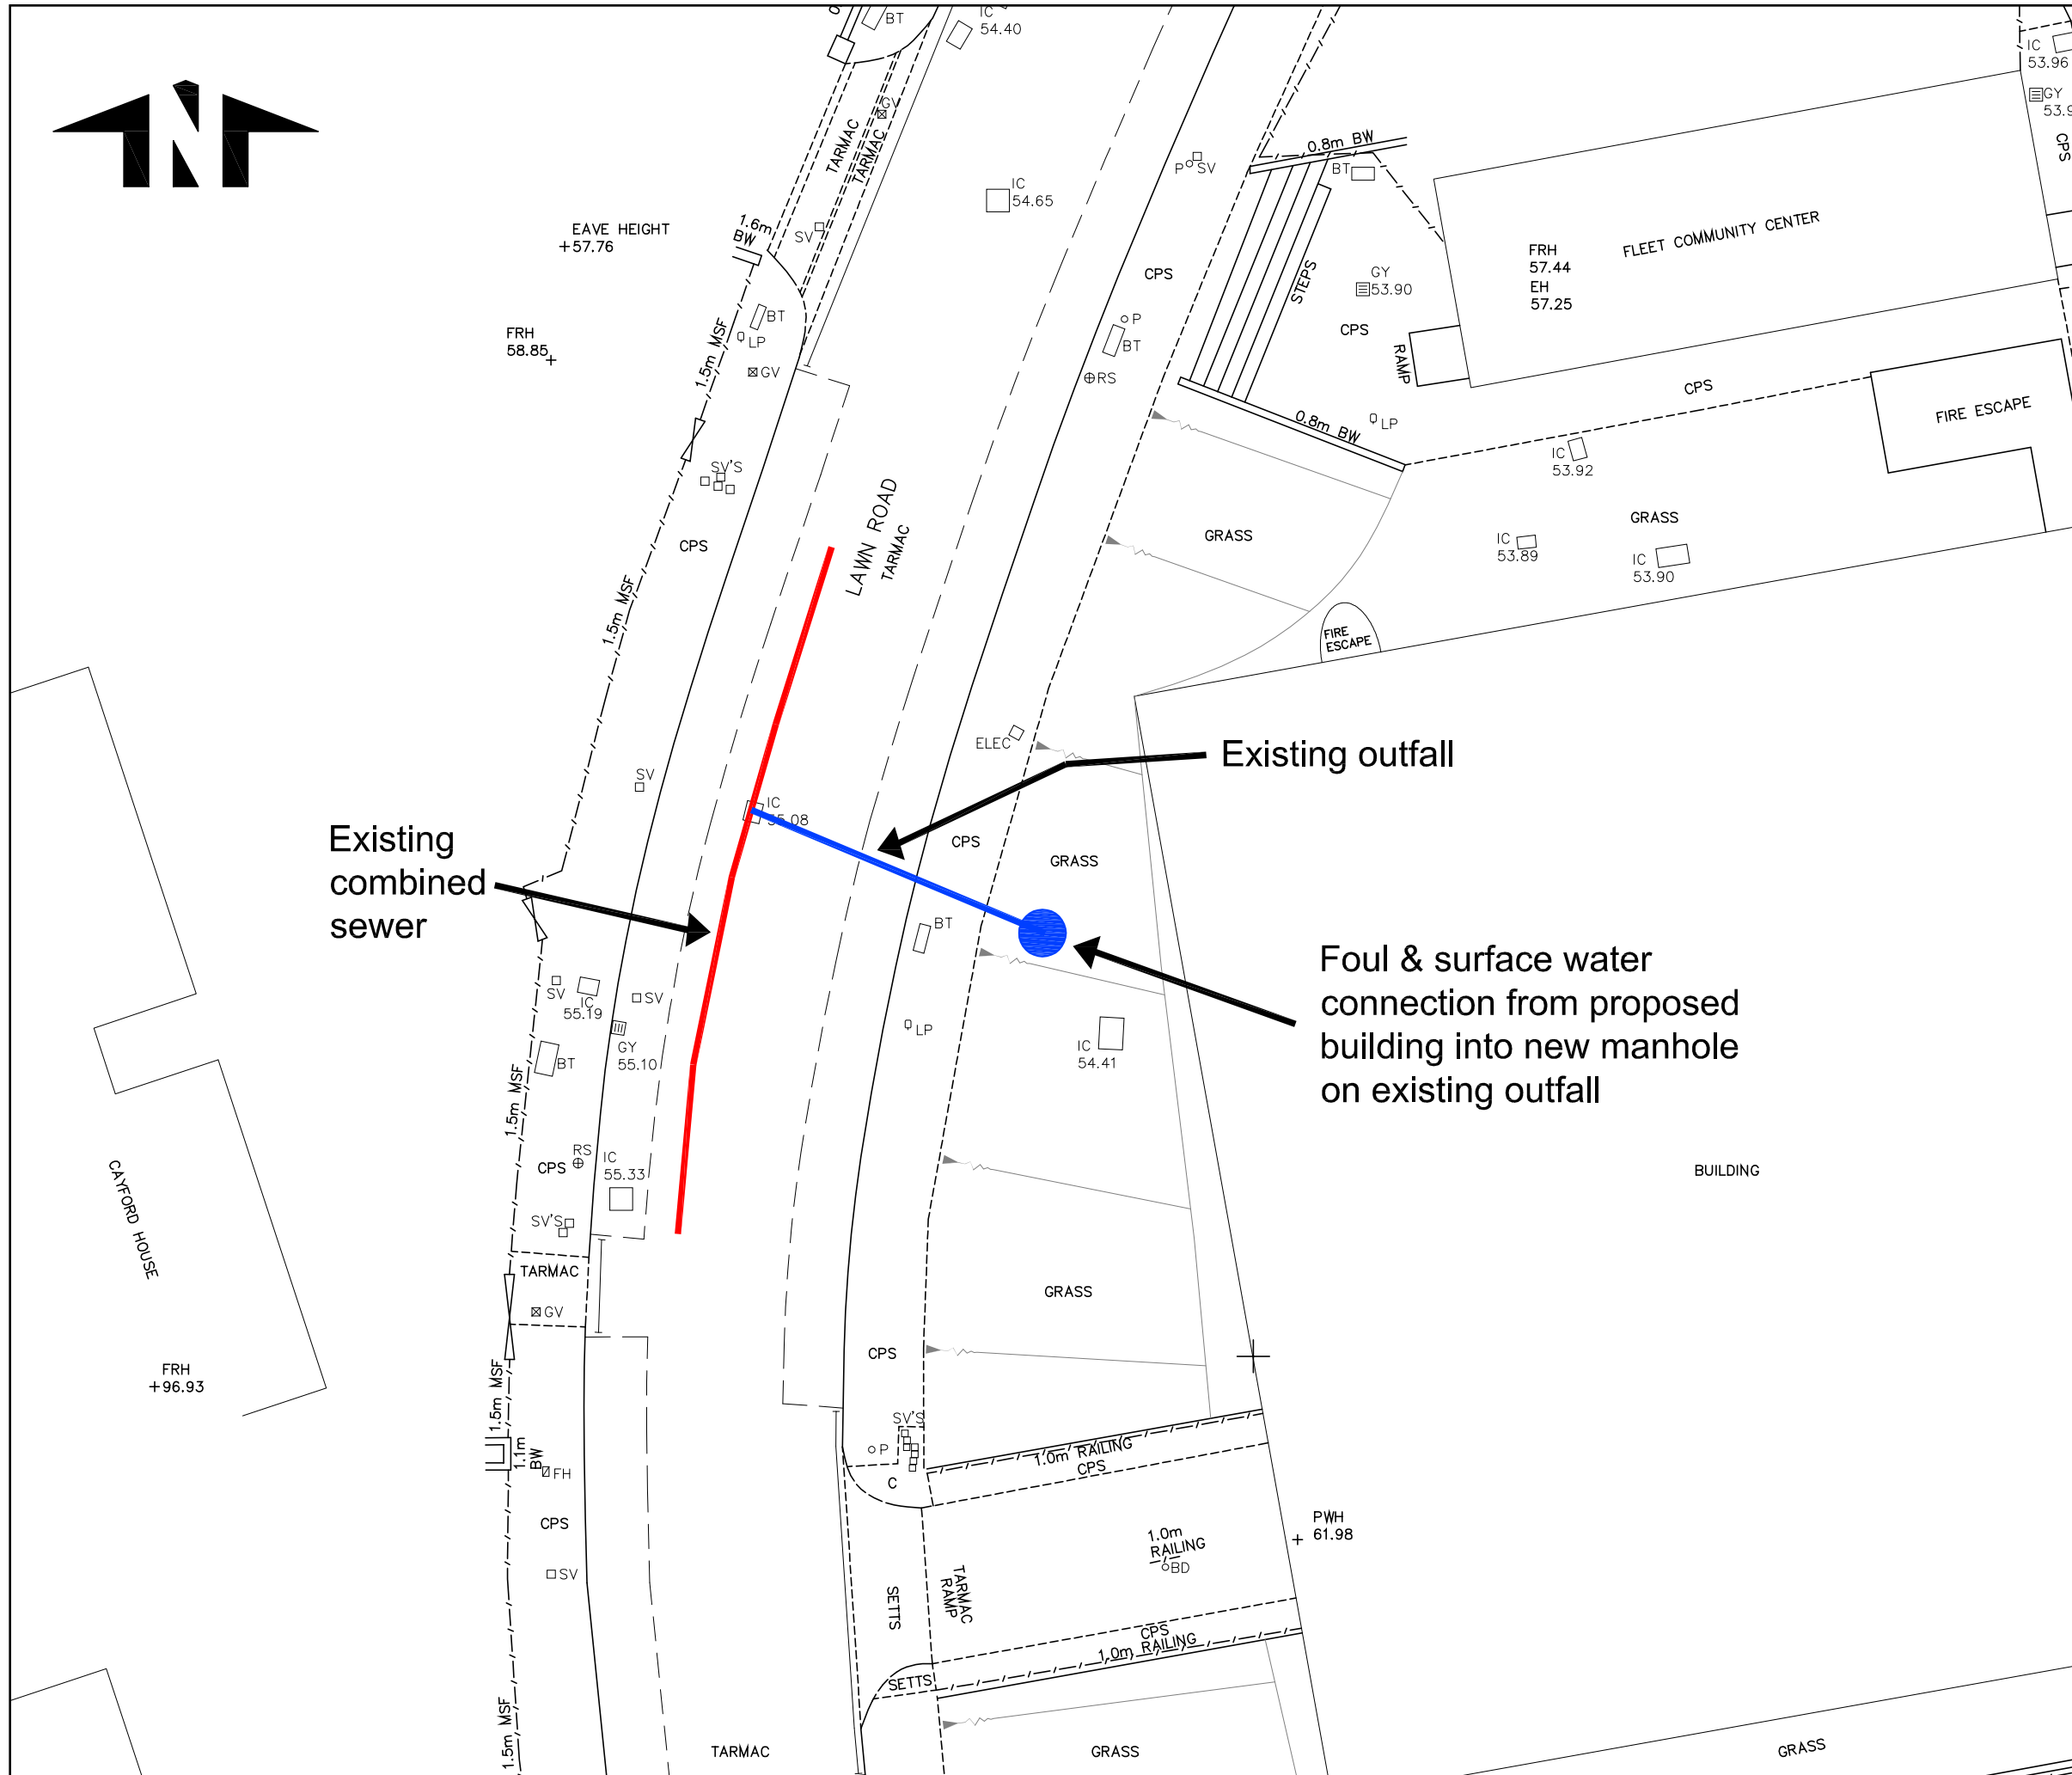 BT
IC
54.40
IC
53.96
GY
CPS
N
GV
TARMAC
TARMAC
0.8m BW
BT
P
SV
IC
54.65
EAVE HEIGHT
+57.76
1.6m
BW
SV
FLEET COMMUNITY CENTER
FRH
57.44
EH
57.25
CPS
STEPS
GY
53.90
CPS
RAMP
BT
LP
P
BT
FRH
58.85
1.5m MSF
GV
RS
CPS
0.8m BW
LP
FIRE ESCAPE
IC
53.92
SV'S
CPS
LAWN ROAD
TARMAC
GRASS
GRASS
IC
53.89
IC
53.90
1.5m MSF
FIRE
ESCAPE
ELEC
Existing outfall
SV
IC
55.08
Existing
combined
sewer
CPS
GRASS
BT
Foul & surface water
connection from proposed
building into new manhole
on existing outfall
SV
IC
55.19
SV
LP
IC
54.41
GY
55.10
BT
1.5m MSF
RS
CPS
IC
55.33
BUILDING
CAYFORD HOUSE
SV'S
TARMAC
GV
GRASS
FRH
+96.93
CPS
1.5m MSF
SV'S
P
1.0m RAILING
CPS
1.1m
BW
FH
C
CPS
PWH
61.98
1.0m
RAILING
BD
SV
SETTS
TARMAC
RAMP
CPS
1.0m RAILING
SETTS
1.5m MSF
TARMAC
GRASS
GRASS